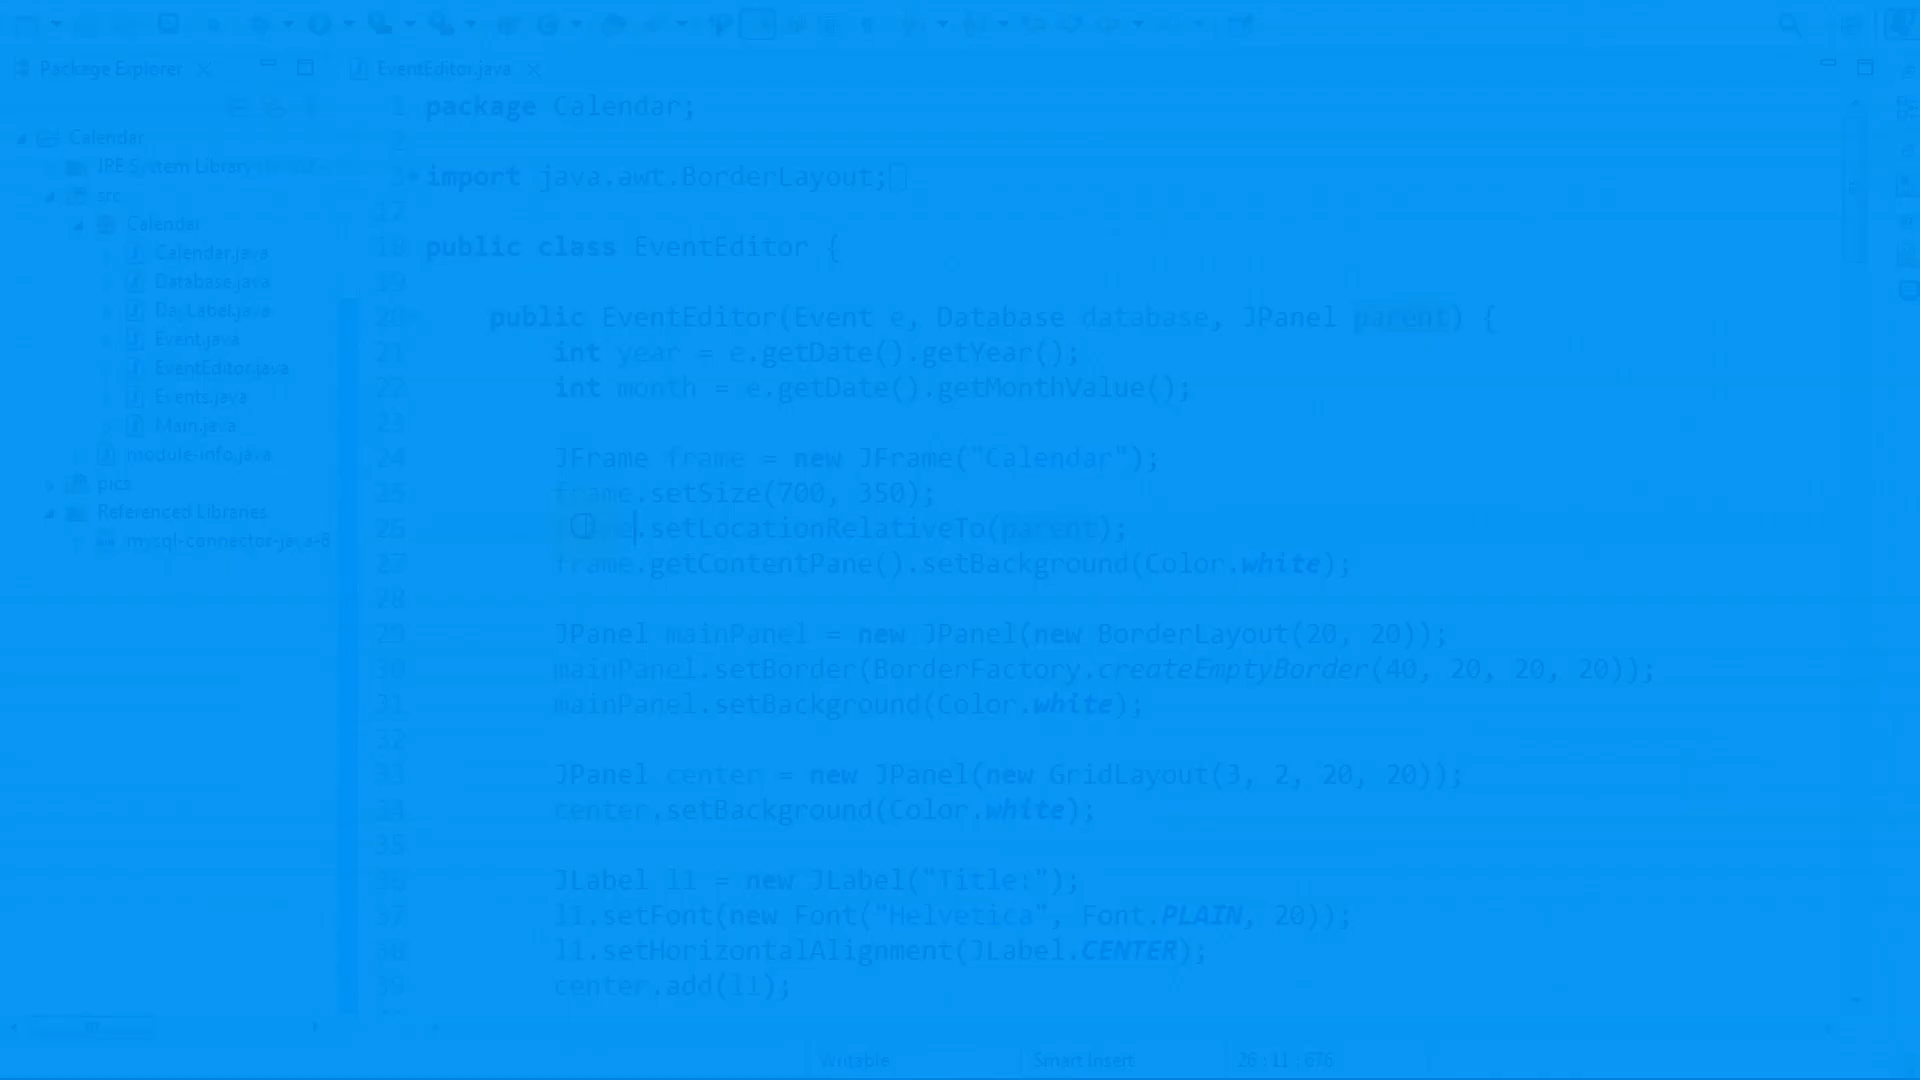 Package Explorer
EventEditor.java
Calendar
JRE System Library
src
Calendar
Calendar.java
Database.java
DayLabel.java
Event.java
EventEditor.java
Events.java
Main.java
module-info.java
pics
Referenced Libraries
mysql-connector-java-8
1 package Calendar;
2
3 import java.awt.BorderLayout;
17
18 public class EventEditor {
19
20 public EventEditor(Event e, Database database, JPanel parent) {
21 int year = e.getDate().getYear();
22 int month = e.getDate().getMonthValue();
23
24 JFrame frame = new JFrame("Calendar");
25 frame.setSize(700, 350);
26 frame.setLocationRelativeTo(parent);
27 frame.getContentPane().setBackground(Color.white);
28
29 JPanel mainPanel = new JPanel(new BorderLayout(20, 20));
30 mainPanel.setBorder(BorderFactory.createEmptyBorder(40, 20, 20, 20));
31 mainPanel.setBackground(Color.white);
32
33 JPanel center = new JPanel(new GridLayout(3, 2, 20, 20));
34 center.setBackground(Color.white);
35
36 JLabel l1 = new JLabel("Title:");
37 l1.setFont(new Font("Helvetica", Font.PLAIN, 20));
38 l1.setHorizontalAlignment(JLabel.CENTER);
39 center.add(l1);
Writable
Smart Insert
26 : 11 : 676